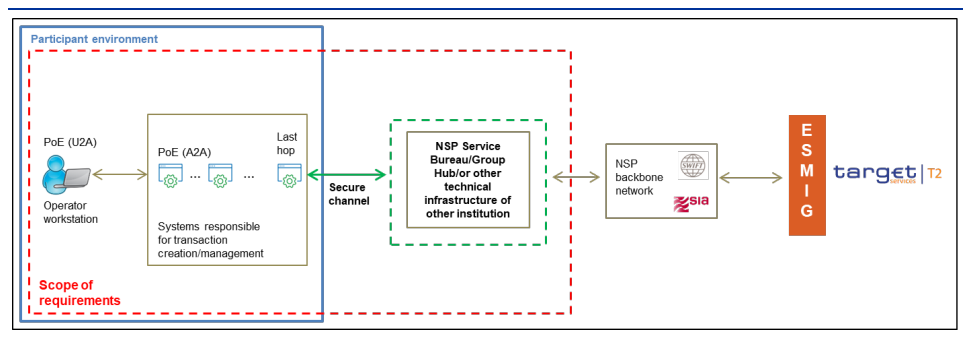 Participant environment
PoE (U2A)
Operator
workstation
PoE (A2A)
... ...
Last
hop
Systems responsible
for transaction
creation/management
Scope of
requirements
Secure
channel
NSP Service
Bureau/Group
Hub/or other
technical
infrastructure of
other institution
NSP
backbone
network
SWIFT
sia
E
S
M
I
G
target | T2
services